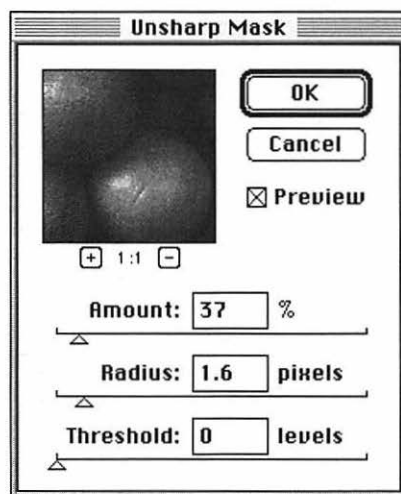 Unsharp Mask
OK
Cancel
Preview
+ 1:1 −
Amount: 37 %
Radius: 1.6 pixels
Threshold: 0 levels